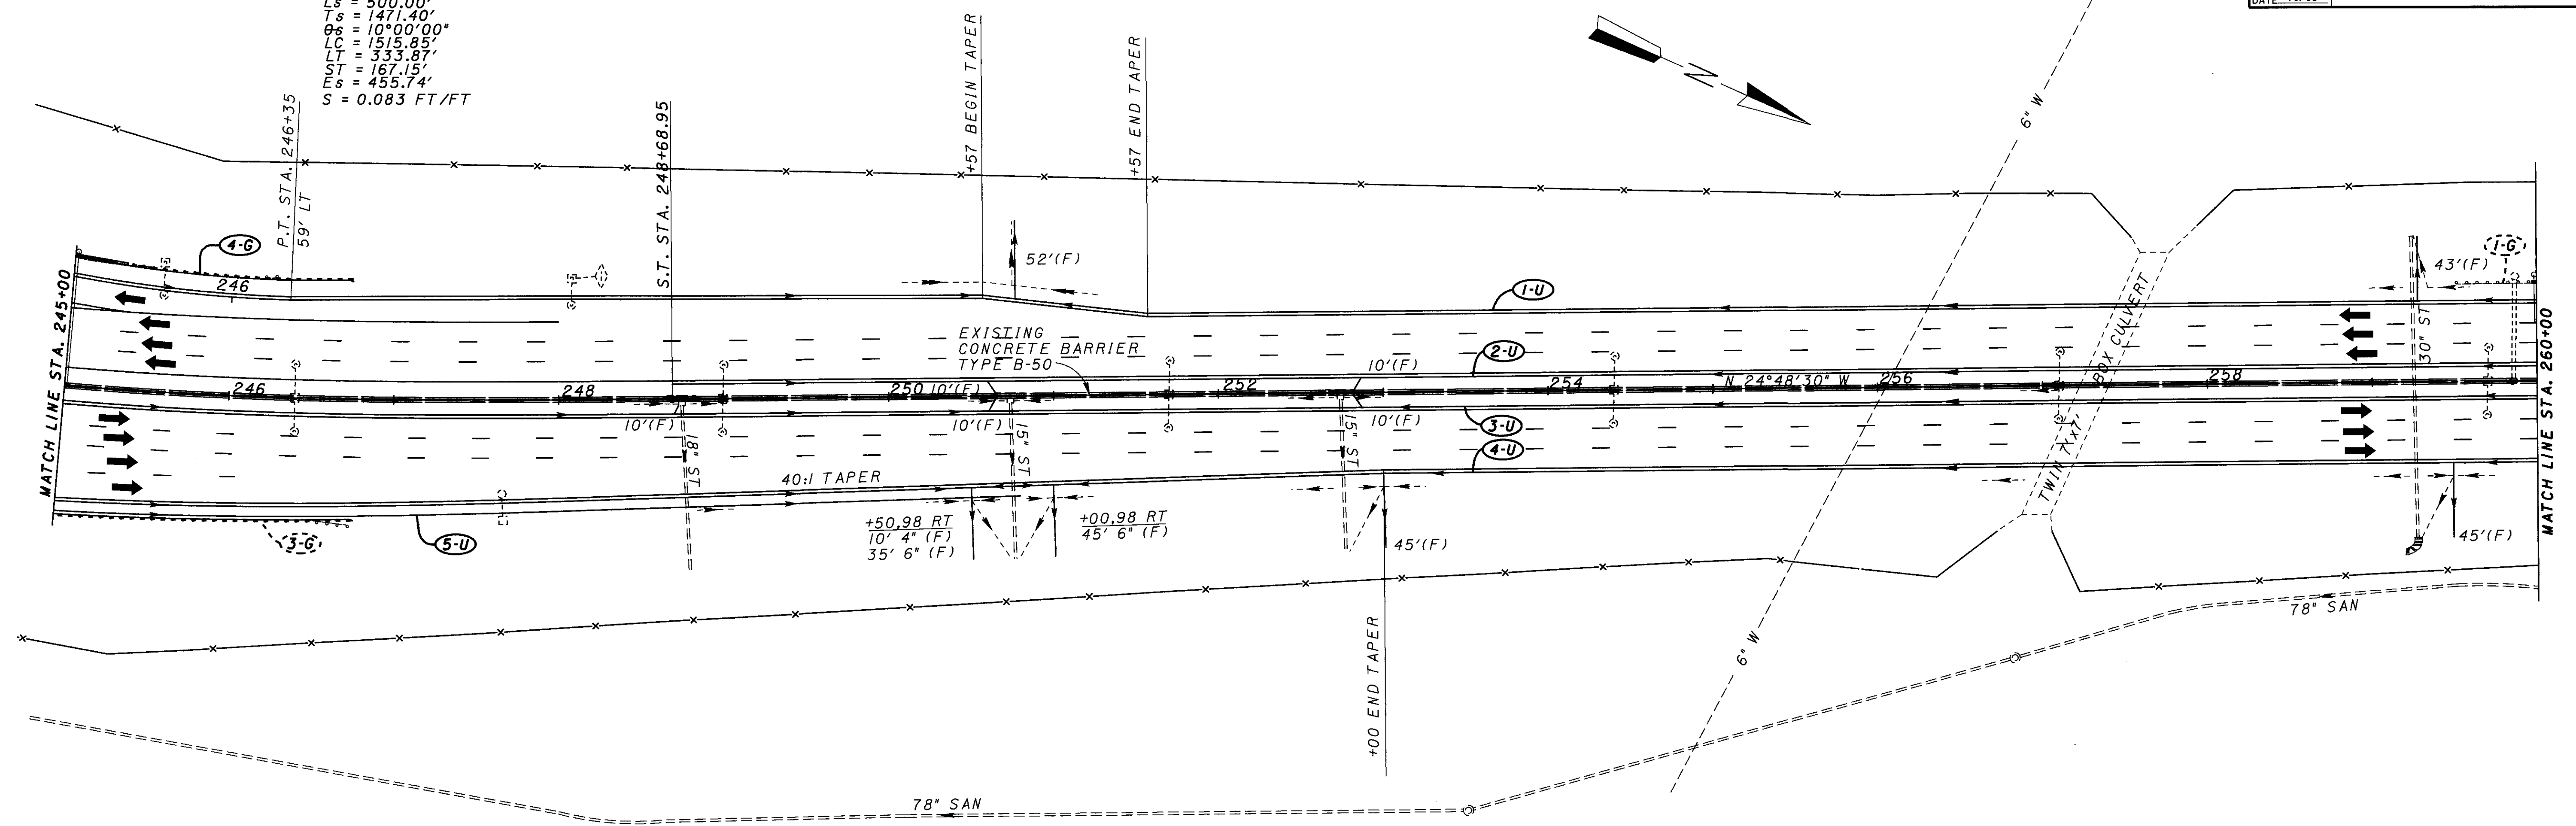 Ls = 500.00'
Ts = 1471.40'
θs = 10°00'00"
LC = 1515.85'
LT = 333.87'
ST = 167.15'
Es = 455.74'
S = 0.083 FT/FT
DATE
P.T. STA. 246+35
59' LT
S.T. STA. 248+68.95
+57 BEGIN TAPER
+57 END TAPER
N
6" W
4-G
246
52'(F)
1-U
BOX CULVERT
43'(F)
1-G
30" ST
MATCH LINE STA. 245+00
EXISTING
CONCRETE BARRIER
TYPE B-50
2-U
10'(F)
246
248
250
10'(F)
252
254
N 24°48'30" W
256
258
MATCH LINE STA. 260+00
10'(F)
18" ST
10'(F)
15" ST
15" ST
10'(F)
3-U
4-U
TWIN 7'x7'
40:1 TAPER
3-G
5-U
+50,98 RT
10' 4" (F)
35' 6" (F)
+00,98 RT
45' 6" (F)
45'(F)
45'(F)
+00 END TAPER
6" W
78" SAN
78" SAN